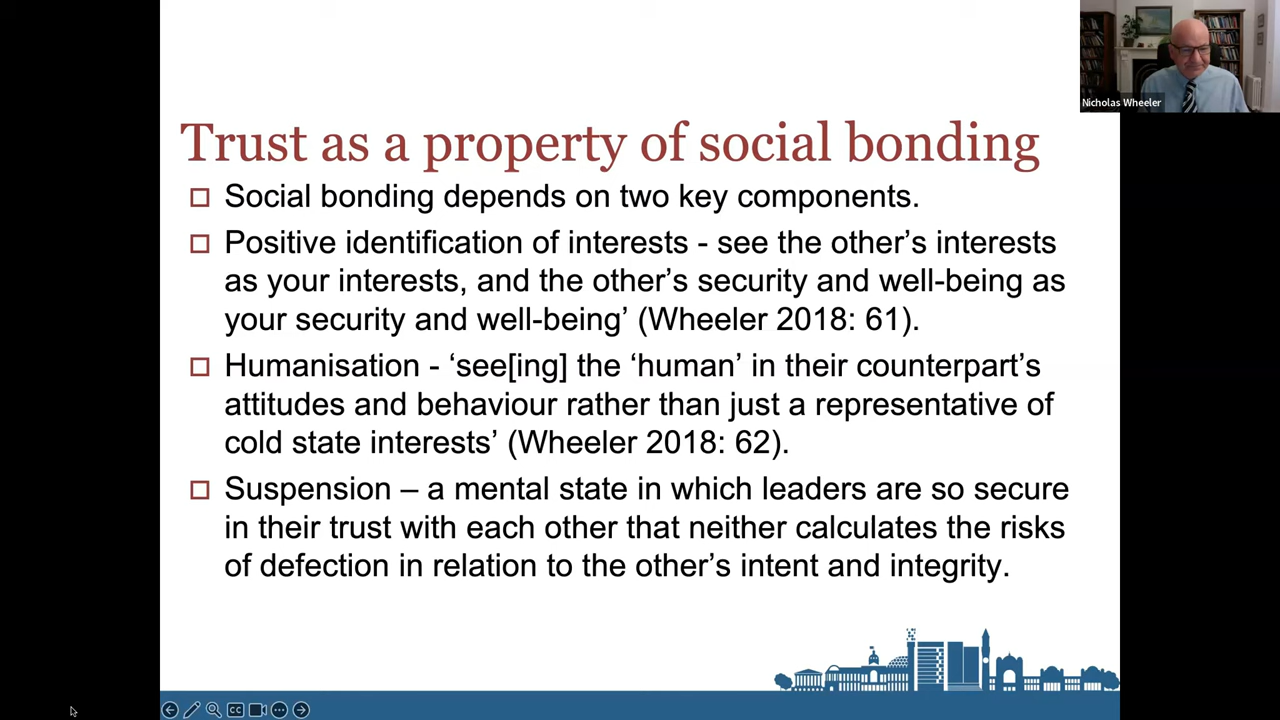 Nicholas Wheeler
Trust as a property of social bonding
Social bonding depends on two key components.
Positive identification of interests - see the other’s interests
as your interests, and the other’s security and well-being as
your security and well-being’ (Wheeler 2018: 61).
Humanisation - ‘see[ing] the ‘human’ in their counterpart’s
attitudes and behaviour rather than just a representative of
cold state interests’ (Wheeler 2018: 62).
Suspension – a mental state in which leaders are so secure
in their trust with each other that neither calculates the risks
of defection in relation to the other’s intent and integrity.
CC